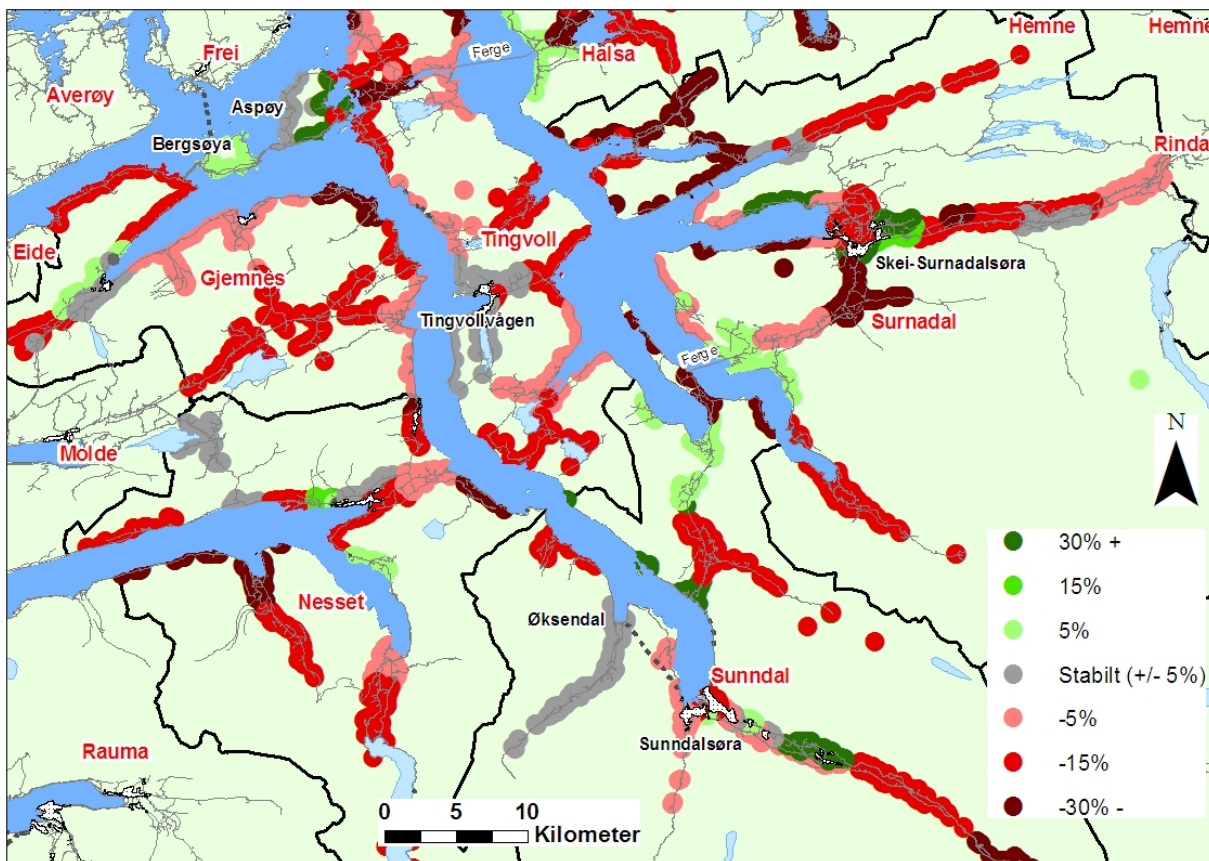 Hemne
Hemne
Frei
Ferge
Halsa
Averøy
Aspøy
Bergsøya
Rinda
Tingvoll
Eide
Skei-Surnadalsøra
Gjemnes
Tingvollvågen
Surnadal
Ferge
N
Molde
30% +
15%
Nesset
Øksendal
5%
Stabilt (+/- 5%)
Sunndal
-5%
Sunndalsøra
-15%
Rauma
-30% -
0 5 10
Kilometer